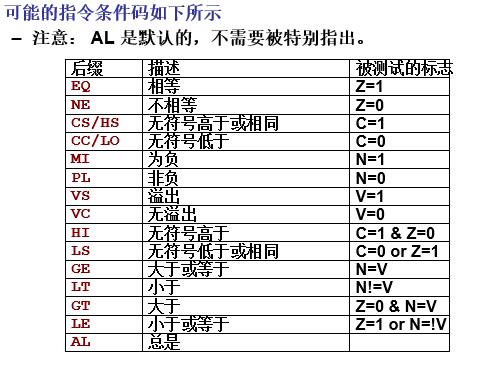 可能的指令条件码如下所示
– 注意： AL 是默认的，不需要被特别指出。
后缀 描述 被测试的标志
EQ 相等 Z=1
NE 不相等 Z=0
CS/HS 无符号高于或相同 C=1
CC/LO 无符号低于 C=0
MI 为负 N=1
PL 非负 N=0
VS 溢出 V=1
VC 无溢出 V=0
HI 无符号高于 C=1 & Z=0
LS 无符号低于或相同 C=0 or Z=1
GE 大于或等于 N=V
LT 小于 N!=V
GT 大于 Z=0 & N=V
LE 小于或等于 Z=1 or N=!V
AL 总是